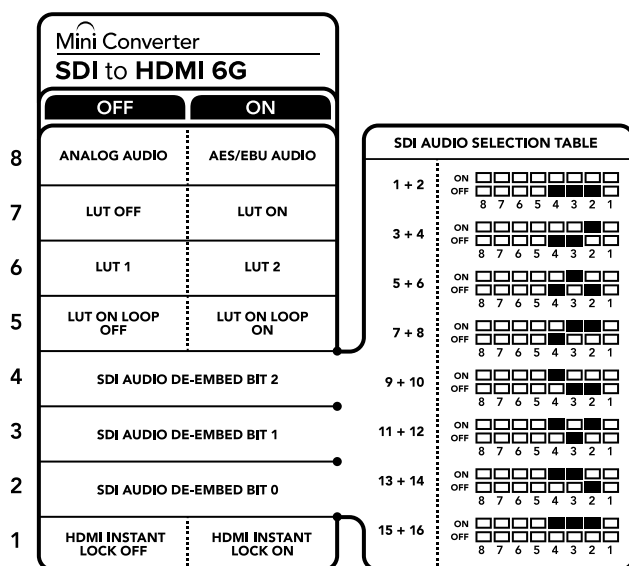 Mini Converter
SDI to HDMI 6G
OFF ON
8 ANALOG AUDIO AES/EBU AUDIO
7 LUT OFF LUT ON
6 LUT 1 LUT 2
5 LUT ON LOOP OFF LUT ON LOOP ON
4 SDI AUDIO DE-EMBED BIT 2
3 SDI AUDIO DE-EMBED BIT 1
2 SDI AUDIO DE-EMBED BIT 0
1 HDMI INSTANT LOCK OFF HDMI INSTANT LOCK ON
SDI AUDIO SELECTION TABLE
1 + 2
ON
OFF
8 7 6 5 4 3 2 1
3 + 4
ON
OFF
8 7 6 5 4 3 2 1
5 + 6
ON
OFF
8 7 6 5 4 3 2 1
7 + 8
ON
OFF
8 7 6 5 4 3 2 1
9 + 10
ON
OFF
8 7 6 5 4 3 2 1
11 + 12
ON
OFF
8 7 6 5 4 3 2 1
13 + 14
ON
OFF
8 7 6 5 4 3 2 1
15 + 16
ON
OFF
8 7 6 5 4 3 2 1